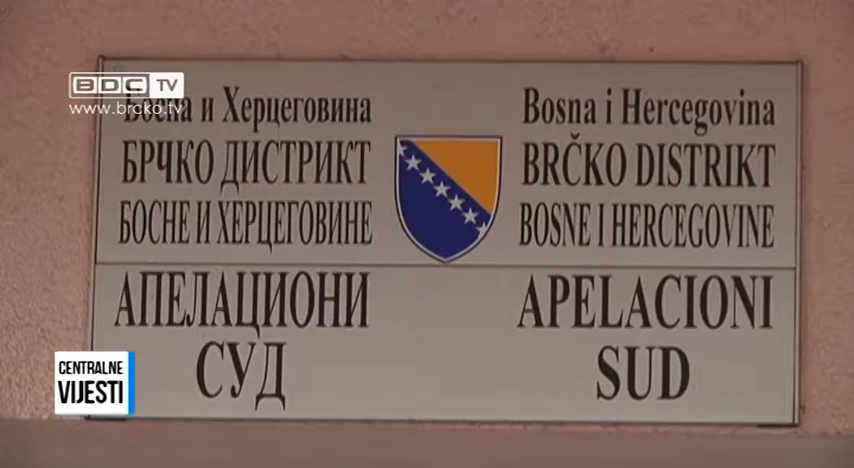 BDC TV
www.brcko.tv
Босна и Херцеговина
БРЧКО ДИСТРИКТ
БОСНЕ И ХЕРЦЕГОВИНЕ
Bosna i Hercegovina
BRČKO DISTRIKT
BOSNE I HERCEGOVINE
АПЕЛАЦИОНИ
СУД
APELACIONI
SUD
CENTRALNE
VIJESTI